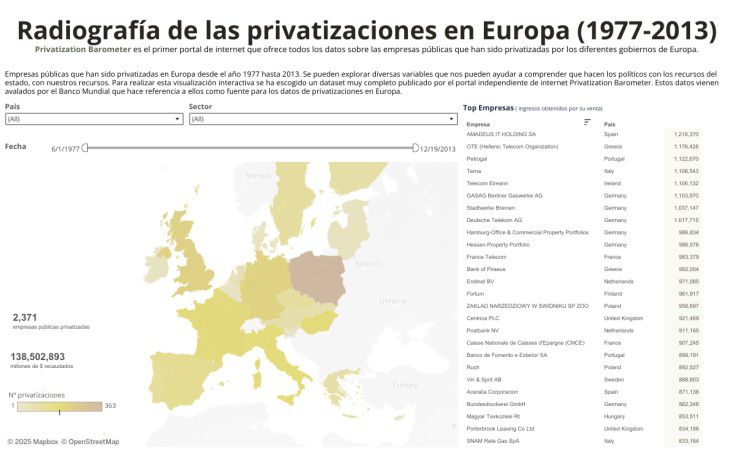 Radiografía de las privatizaciones en Europa (1977-2013)
Privatization Barometer es el primer portal de internet que ofrece todos los datos sobre las empresas públicas que han sido privatizadas por los diferentes gobiernos de Europa.
Empresas públicas que han sido privatizadas en Europa desde el año 1977 hasta 2013. Se pueden explorar diversas variables que nos pueden ayudar a comprender que hacen los políticos con los recursos del
estado, con nuestros recursos. Para realizar esta visualización interactiva se ha escogido un dataset muy completo publicado por el portal independiente de internet Privatization Barometer. Estos datos vienen
avalados por el Banco Mundial que hace referencia a ellos como fuente para los datos de privatizaciones en Europa.
País
(All)
Sector
(All)
Fecha
6/1/1977
12/19/2013
Norway
Belarus
Ukraine
Turkey
2,371
empresas públicas privatizadas
138,502,893
millones de $ recaudados
Nº privatizaciones
1 363
© 2025 Mapbox © OpenStreetMap
Top Empresas ( ingresos obtenidos por su venta)
Empresa País
AMADEUS IT HOLDING SA Spain 1,216,370
OTE (Hellenic Telecom Organization) Greece 1,176,428
Petrogal Portugal 1,122,670
Terna Italy 1,108,543
Telecom Eireann Ireland 1,106,132
GASAG Berliner Gaswerke AG Germany 1,103,970
Stadtwerke Bremen Germany 1,037,147
Deutsche Telekom AG Germany 1,017,715
Hamburg-Office & Commercial Property Portfolios Germany 986,834
Hessen-Property Portfolio Germany 986,576
France Telecom France 983,379
Bank of Piraeus Greece 982,054
Endinet BV Netherlands 971,085
Fortum Finland 961,917
ZAKLAD NARZEDZIOWY W SWIDNIKU SP ZOO Poland 956,697
Centrica PLC United Kingdom 921,469
Postbank NV Netherlands 911,165
Caisse Nationale de Caisses d'Epargne (CNCE) France 907,245
Banco de Fomento e Exterior SA Portugal 899,191
Ruch Poland 892,527
Vin & Sprit AB Sweden 888,803
Aceralia Corporacion Spain 871,138
Bundesdruckerei GmbH Germany 862,346
Magyar Tavkozlesi Rt Hungary 853,511
Porterbrook Leasing Co Ltd United Kingdom 834,186
SNAM Rete Gas SpA Italy 833,164